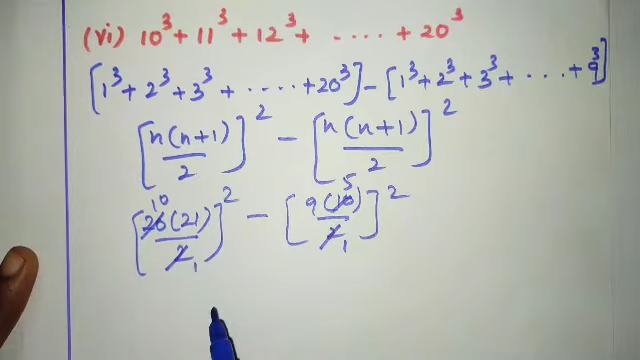 (vi) 10³ + 11³ + 12³ + ..... + 20³
[1³ + 2³ + 3³ + ..... + 20³] - [1³ + 2³ + 3³ + ... + 9³]
[n(n+1)/2]² - [n(n+1)/2]²
[20(21)/2]² - [9(10)/2]²
10 1 5 1